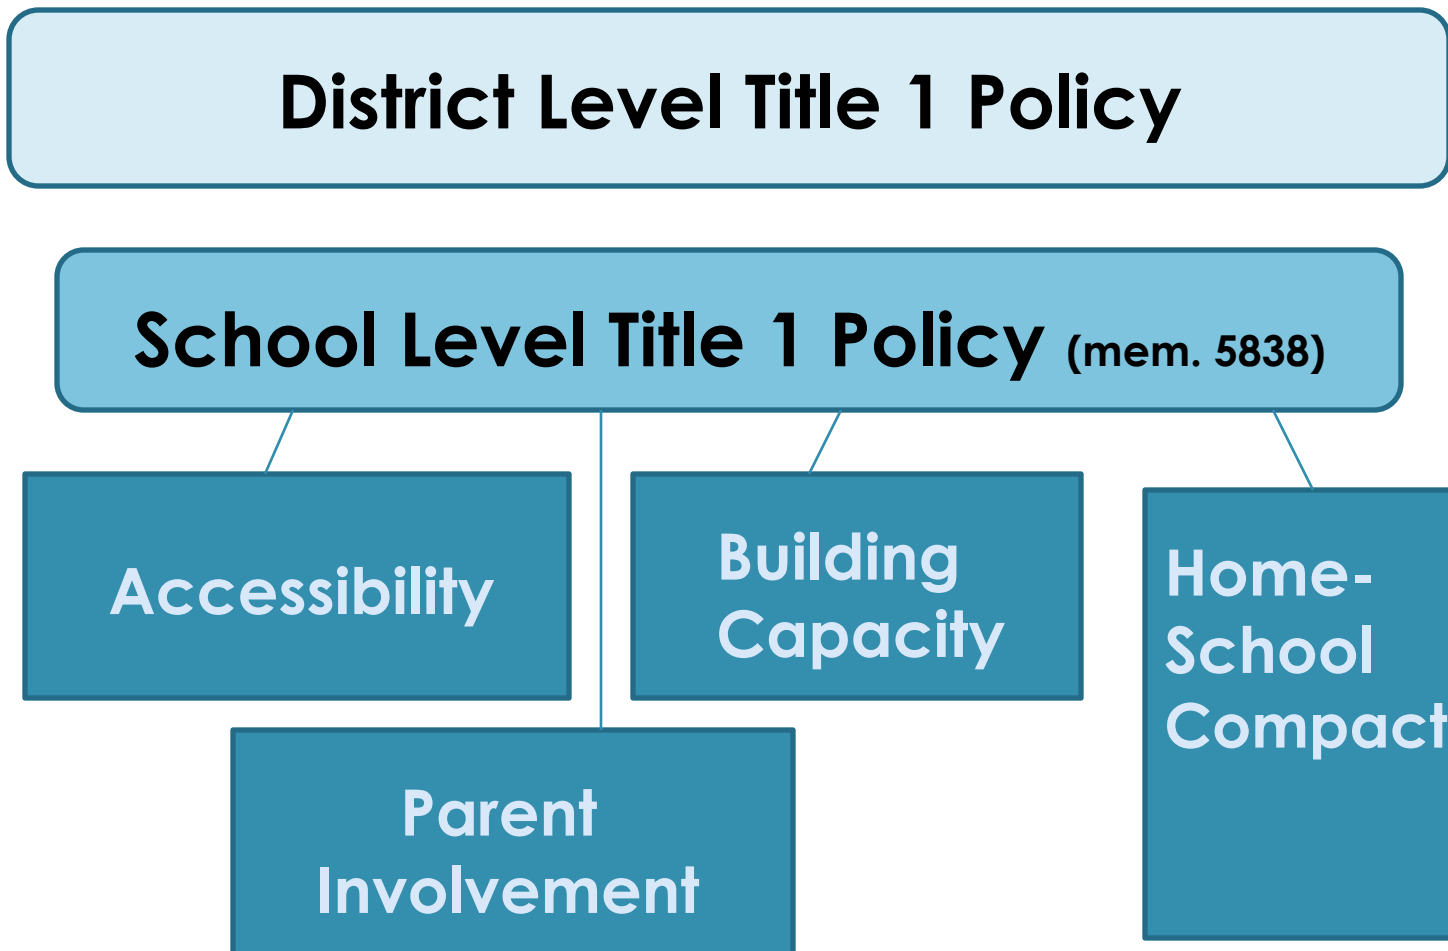 District Level Title 1 Policy
School Level Title 1 Policy (mem. 5838)
Accessibility
Building
Capacity
Home-
School
Compact
Parent
Involvement